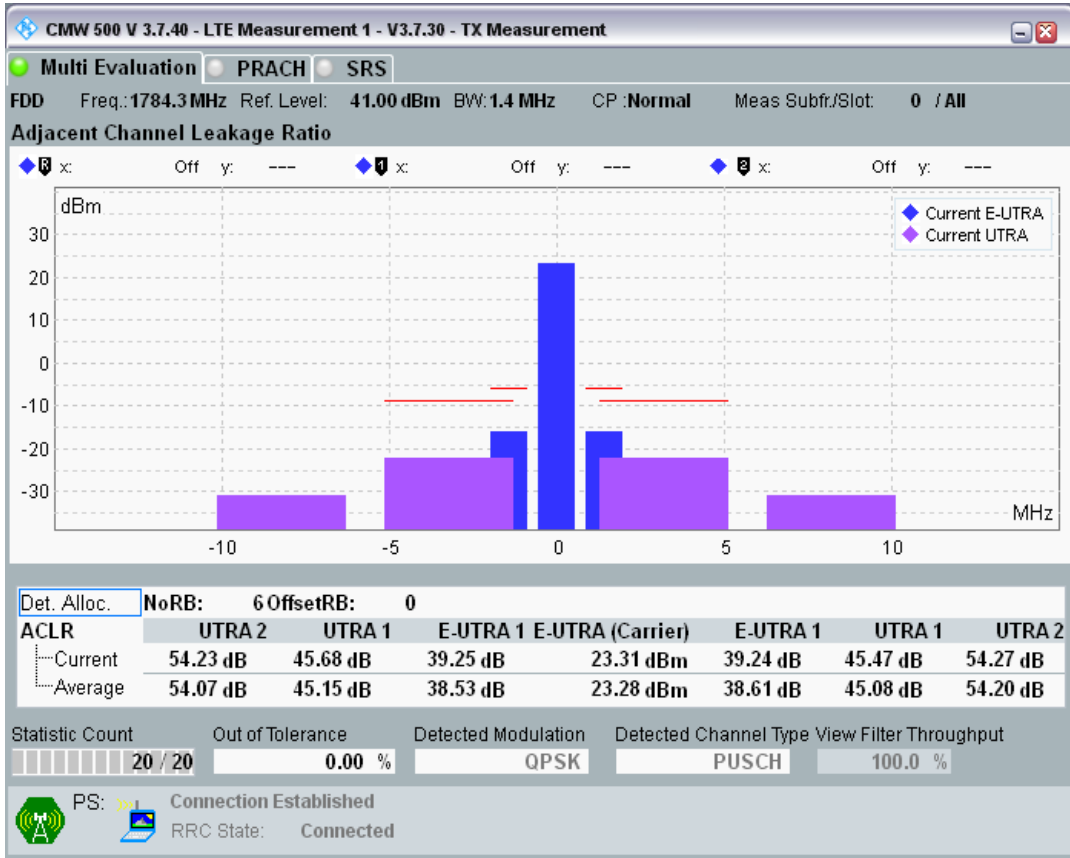 CMW 500 V 3.7.40 - LTE Measurement 1 - V3.7.30 - TX Measurement
Multi Evaluation PRACH SRS
FDD Freq.:1784.3 MHz Ref. Level: 41.00 dBm BW:1.4 MHz CP :Normal Meas Subfr./Slot: 0 / All
Adjacent Channel Leakage Ratio
R x: Off y: --- 1 x: Off y: --- 2 x: Off y: ---
dBm
Current E-UTRA
Current UTRA
30
20
10
0
-10
-20
-30
MHz
-10 -5 0 5 10
Det. Alloc. NoRB: 6 OffsetRB: 0
ACLR UTRA 2 UTRA 1 E-UTRA 1 E-UTRA (Carrier) E-UTRA 1 UTRA 1 UTRA 2
Current 54.23 dB 45.68 dB 39.25 dB 23.31 dBm 39.24 dB 45.47 dB 54.27 dB
Average 54.07 dB 45.15 dB 38.53 dB 23.28 dBm 38.61 dB 45.08 dB 54.20 dB
Statistic Count Out of Tolerance Detected Modulation Detected Channel Type View Filter Throughput
20 / 20 0.00 % QPSK PUSCH 100.0 %
PS: Connection Established
RRC State: Connected